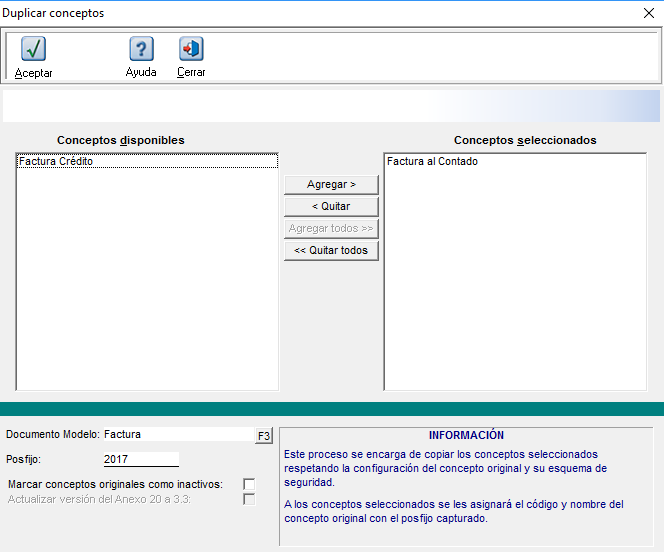 Duplicar conceptos
Aceptar
Ayuda
Cerrar
Conceptos disponibles
Conceptos seleccionados
Factura Crédito
Factura al Contado
Agregar >
< Quitar
Agregar todos >>
<< Quitar todos
Documento Modelo: Factura
F3
Posfijo: 2017
Marcar conceptos originales como inactivos:
Actualizar versión del Anexo 20 a 3.3:
INFORMACIÓN
Este proceso se encarga de copiar los conceptos seleccionados
respetando la configuración del concepto original y su esquema de
seguridad.
A los conceptos seleccionados se les asignará el código y nombre del
concepto original con el posfijo capturado.